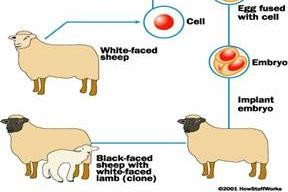 Egg fused
with cell
Cell
White-faced
sheep
Embryo
Implant
embryo
Black-faced
sheep with
white-faced
lamb (clone)
©2001 HowStuffWorks